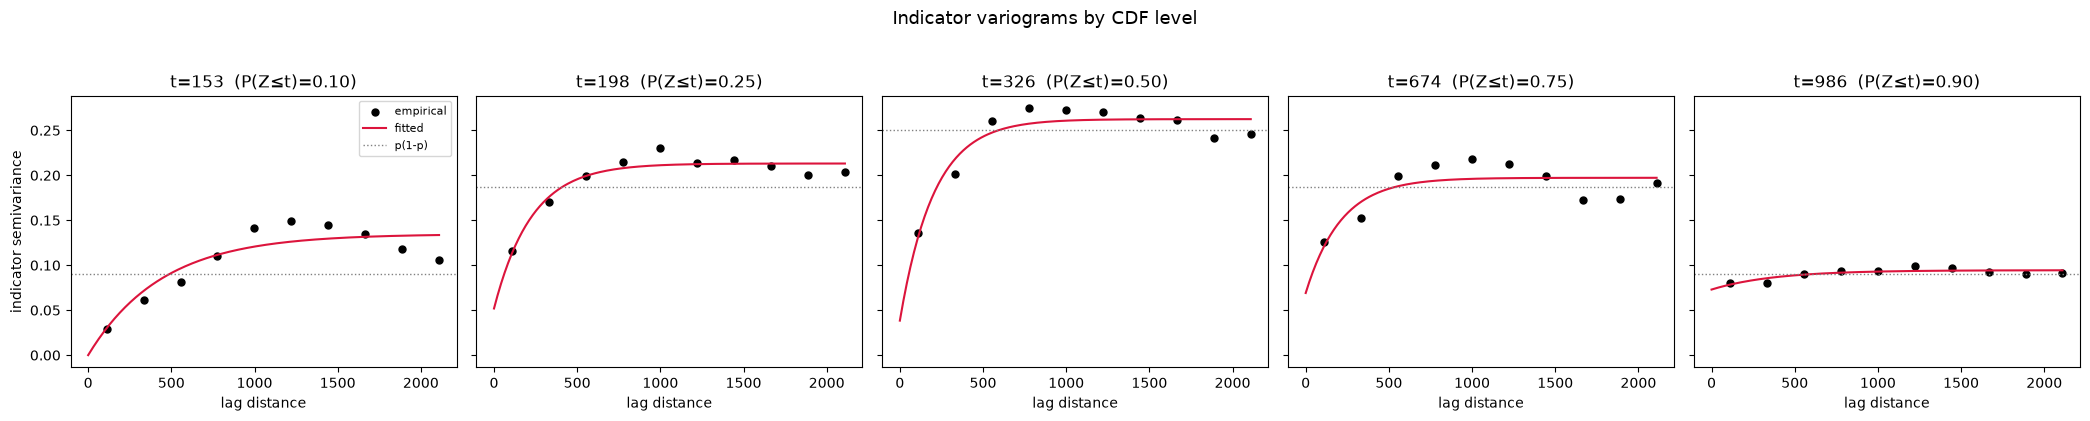 Indicator variograms by CDF level
t=153 (P(Z≤t)=0.10)
t=198 (P(Z≤t)=0.25)
t=326 (P(Z≤t)=0.50)
t=674 (P(Z≤t)=0.75)
t=986 (P(Z≤t)=0.90)
empirical
fitted
p(1-p)
indicator semivariance
0.25
0.20
0.15
0.10
0.05
0.00
0 500 1000 1500 2000
0 500 1000 1500 2000
0 500 1000 1500 2000
0 500 1000 1500 2000
0 500 1000 1500 2000
lag distance
lag distance
lag distance
lag distance
lag distance